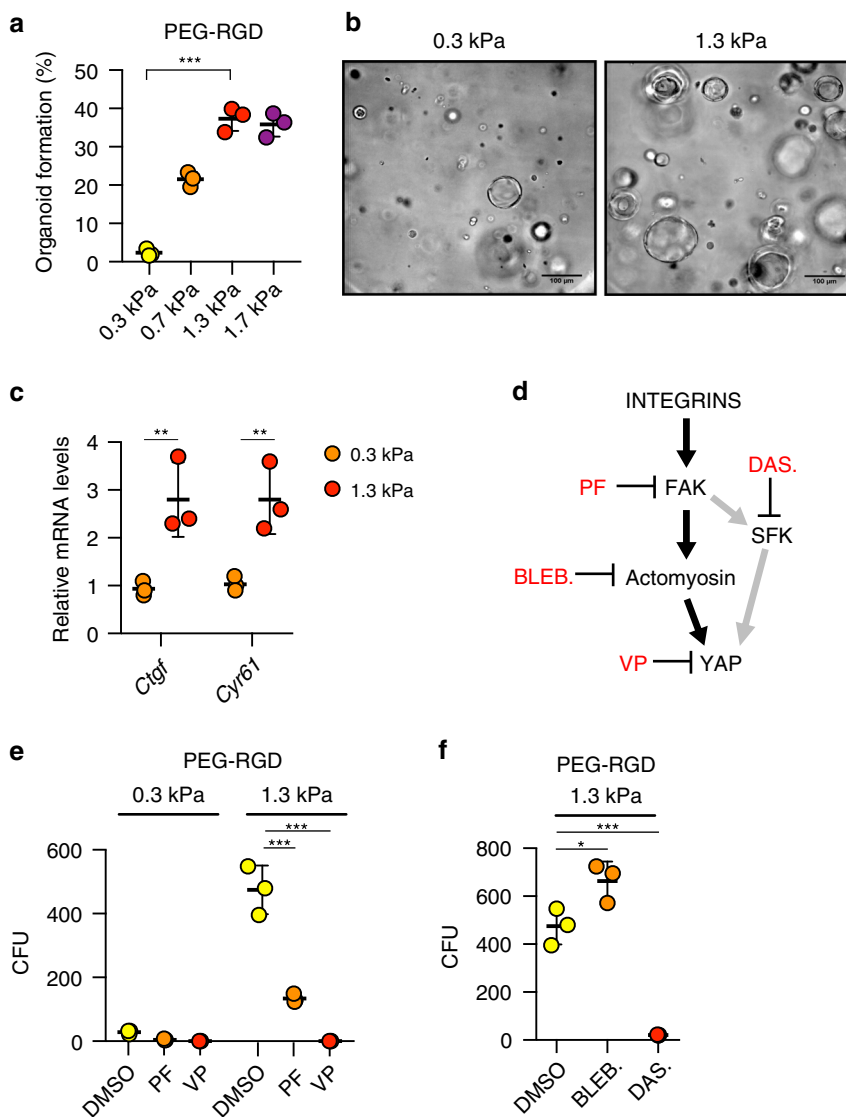 a
PEG-RGD
***
Organoid formation (%)
50
40
30
20
10
0
0.3 kPa
0.7 kPa
1.3 kPa
1.7 kPa
b
0.3 kPa
1.3 kPa
100 µm
100 µm
c
Relative mRNA levels
4
3
2
1
0
**
**
Ctgf
Cyr61
0.3 kPa
1.3 kPa
d
INTEGRINS
DAS.
PF
FAK
SFK
BLEB.
Actomyosin
VP
YAP
e
PEG-RGD
0.3 kPa
1.3 kPa
***
***
CFU
600
400
200
0
DMSO
PF
VP
DMSO
PF
VP
f
PEG-RGD
1.3 kPa
***
*
CFU
800
600
400
200
0
DMSO
BLEB.
DAS.